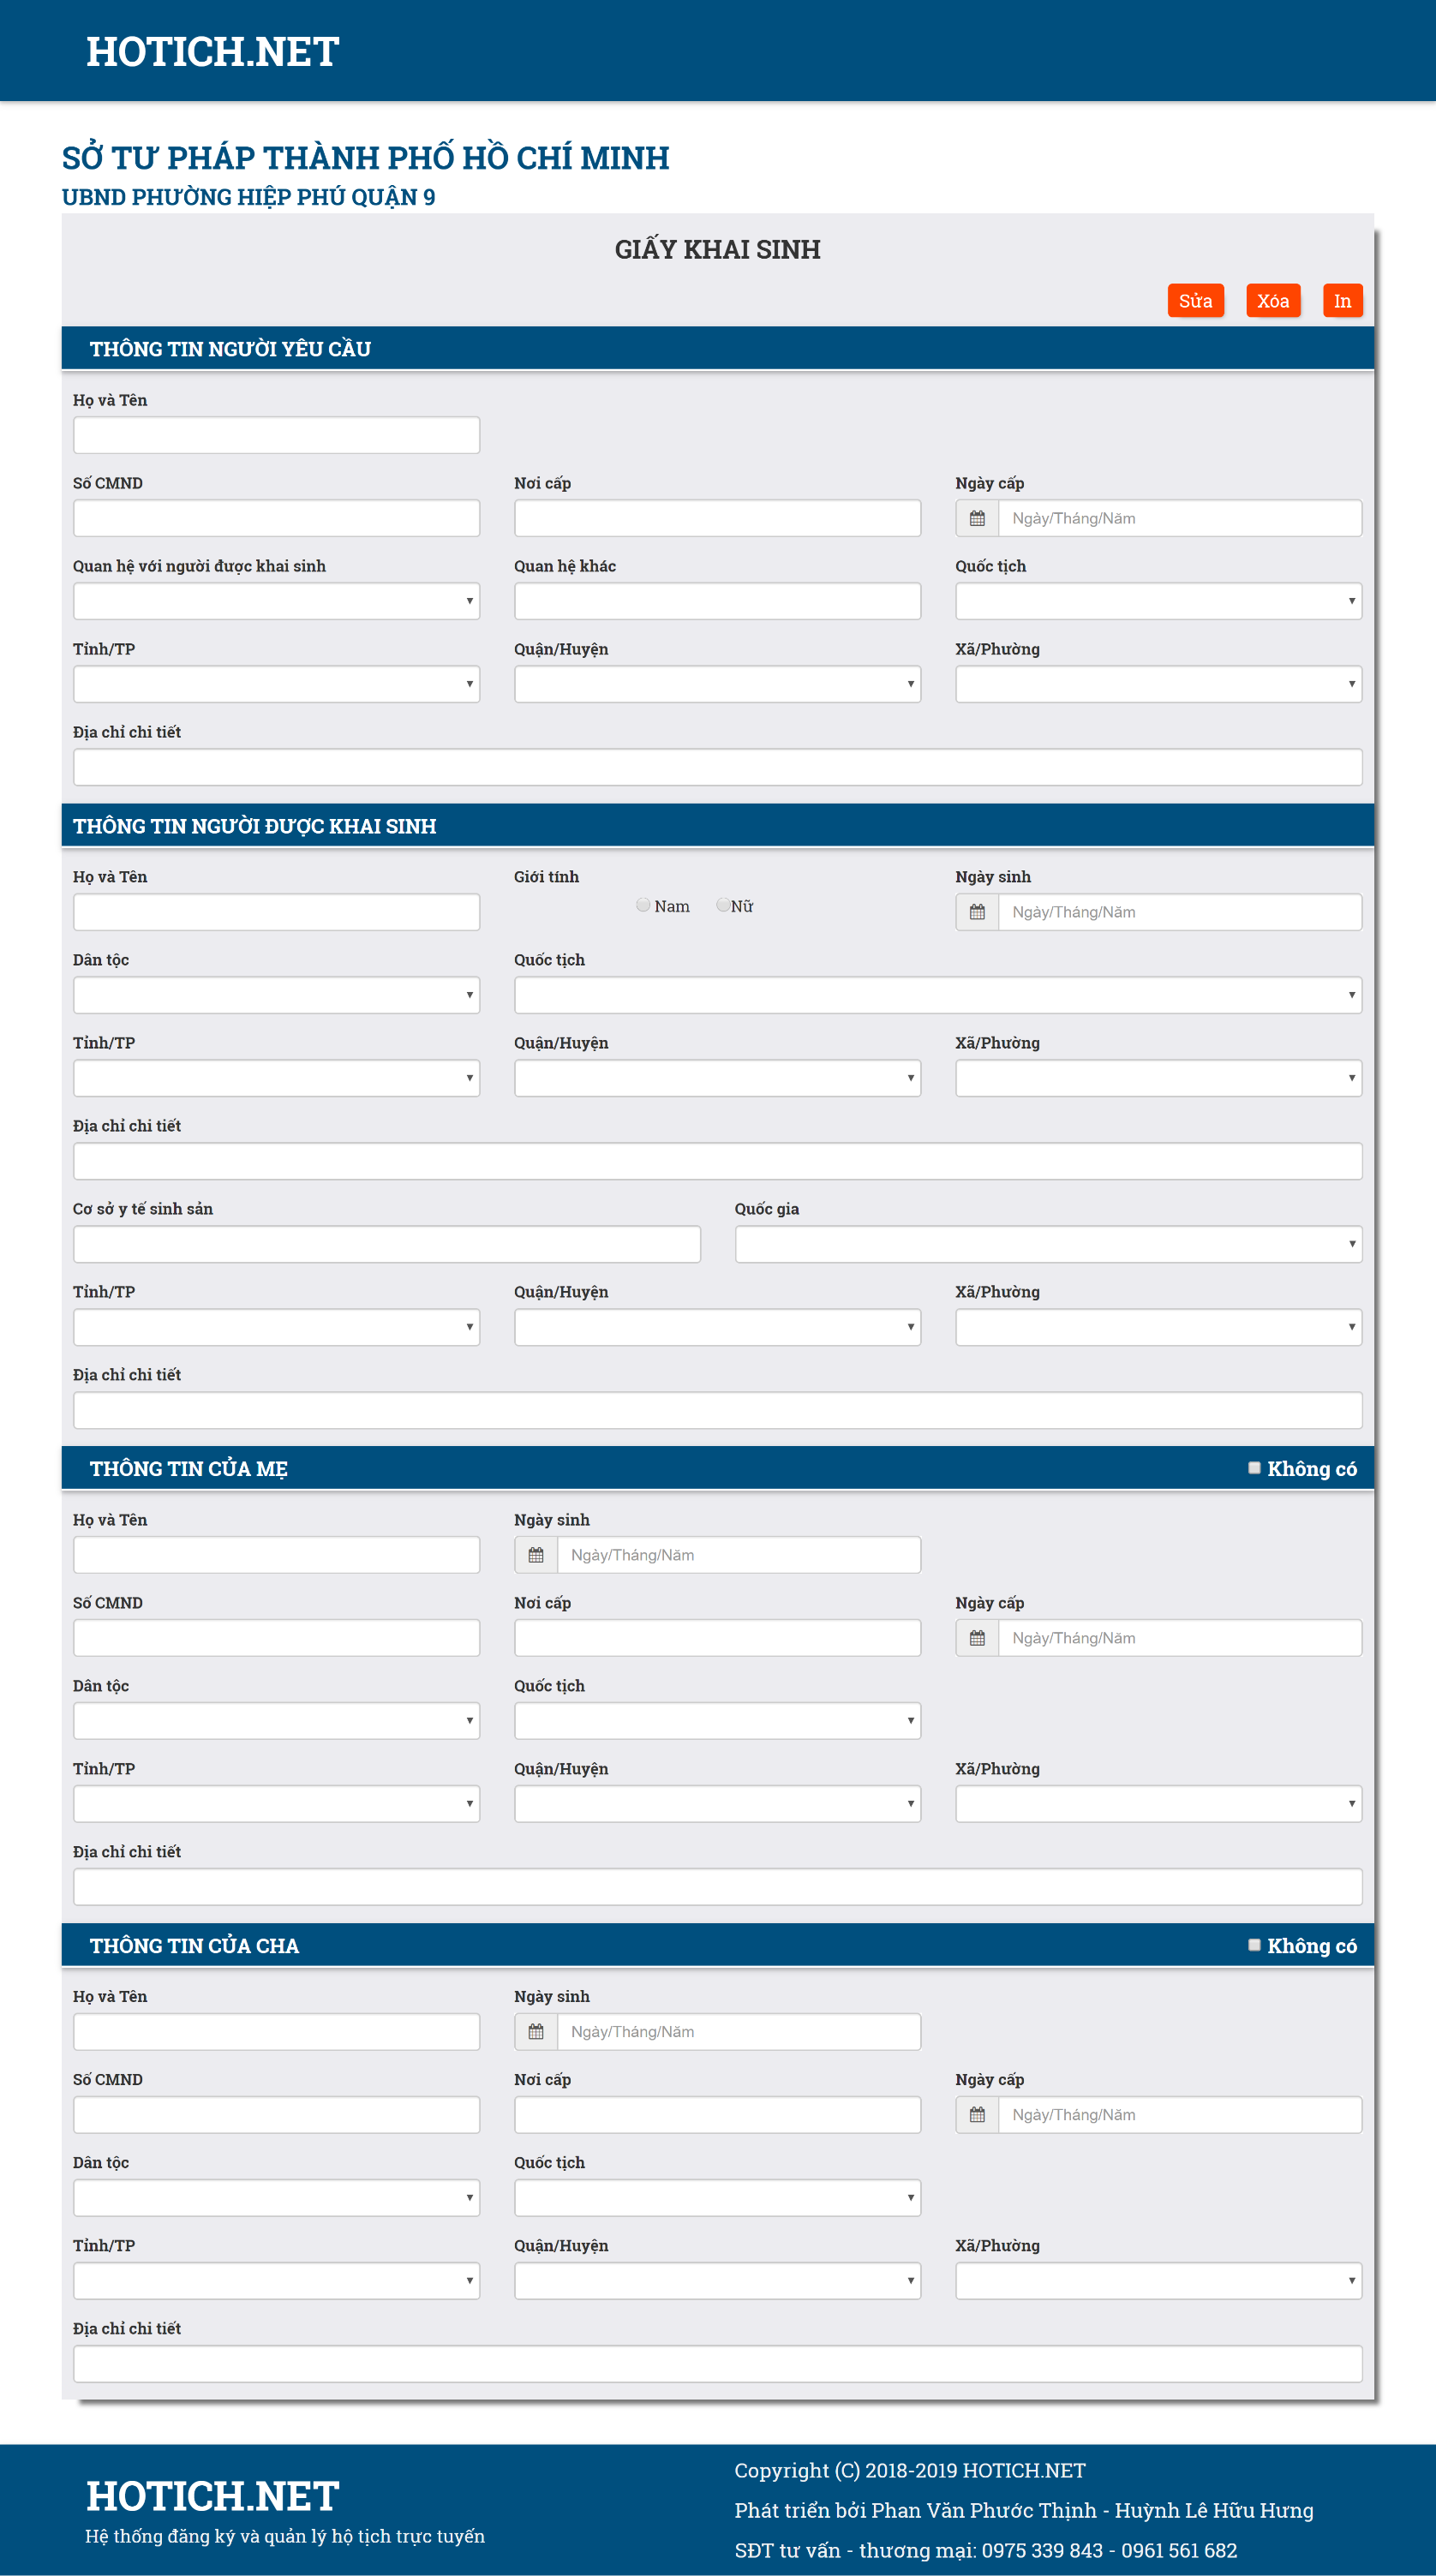 HOTICH.NET
SỞ TƯ PHÁP THÀNH PHỐ HỒ CHÍ MINH
UBND PHƯỜNG HIỆP PHÚ QUẬN 9
GIẤY KHAI SINH
Sửa Xóa In
THÔNG TIN NGƯỜI YÊU CẦU
Họ và Tên
Số CMND Nơi cấp Ngày cấp
Ngày/Tháng/Năm
Quan hệ với người được khai sinh Quan hệ khác Quốc tịch
Tỉnh/TP Quận/Huyện Xã/Phường
Địa chỉ chi tiết
THÔNG TIN NGƯỜI ĐƯỢC KHAI SINH
Họ và Tên Giới tính Ngày sinh
Nam Nữ Ngày/Tháng/Năm
Dân tộc Quốc tịch
Tỉnh/TP Quận/Huyện Xã/Phường
Địa chỉ chi tiết
Cơ sở y tế sinh sản Quốc gia
Tỉnh/TP Quận/Huyện Xã/Phường
Địa chỉ chi tiết
THÔNG TIN CỦA MẸ Không có
Họ và Tên Ngày sinh
Ngày/Tháng/Năm
Số CMND Nơi cấp Ngày cấp
Ngày/Tháng/Năm
Dân tộc Quốc tịch
Tỉnh/TP Quận/Huyện Xã/Phường
Địa chỉ chi tiết
THÔNG TIN CỦA CHA Không có
Họ và Tên Ngày sinh
Ngày/Tháng/Năm
Số CMND Nơi cấp Ngày cấp
Ngày/Tháng/Năm
Dân tộc Quốc tịch
Tỉnh/TP Quận/Huyện Xã/Phường
Địa chỉ chi tiết
HOTICH.NET
Hệ thống đăng ký và quản lý hộ tịch trực tuyến
Copyright (C) 2018-2019 HOTICH.NET
Phát triển bởi Phan Văn Phước Thịnh - Huỳnh Lê Hữu Hưng
SĐT tư vấn - thương mại: 0975 339 843 - 0961 561 682